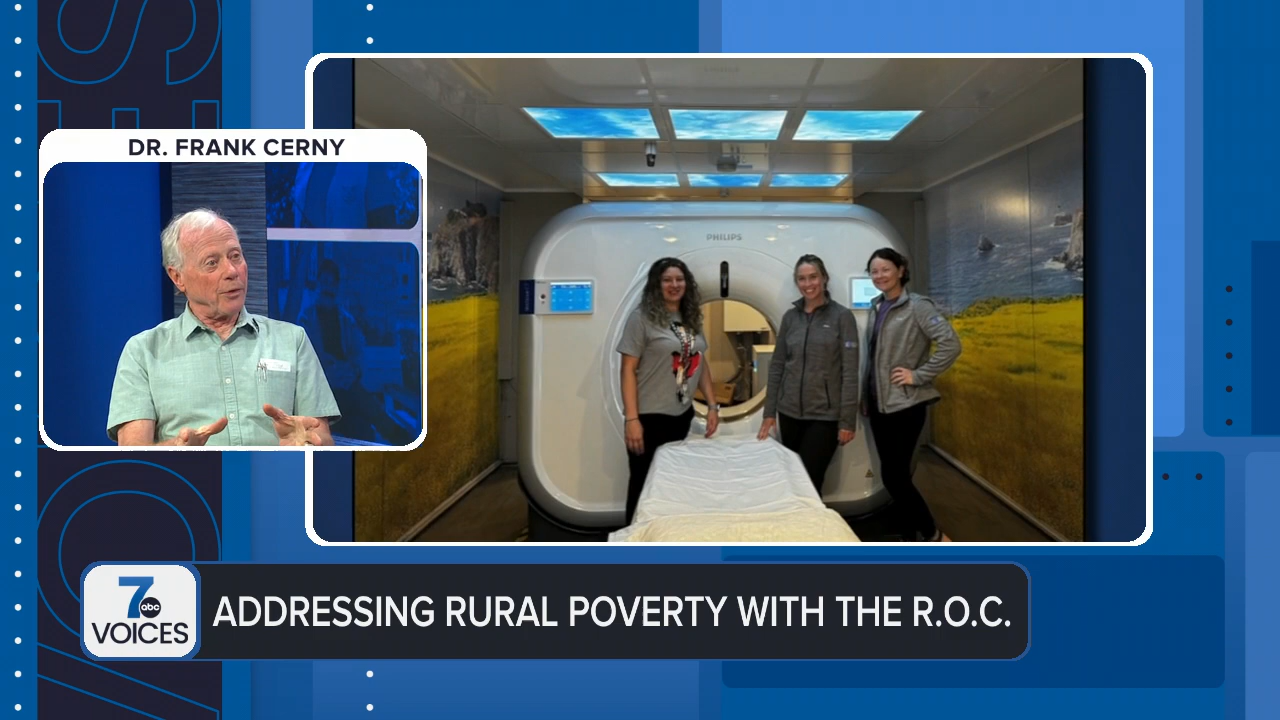 DR. FRANK CERNY
PHILIPS
7
abc
VOICES
ADDRESSING RURAL POVERTY WITH THE R.O.C.